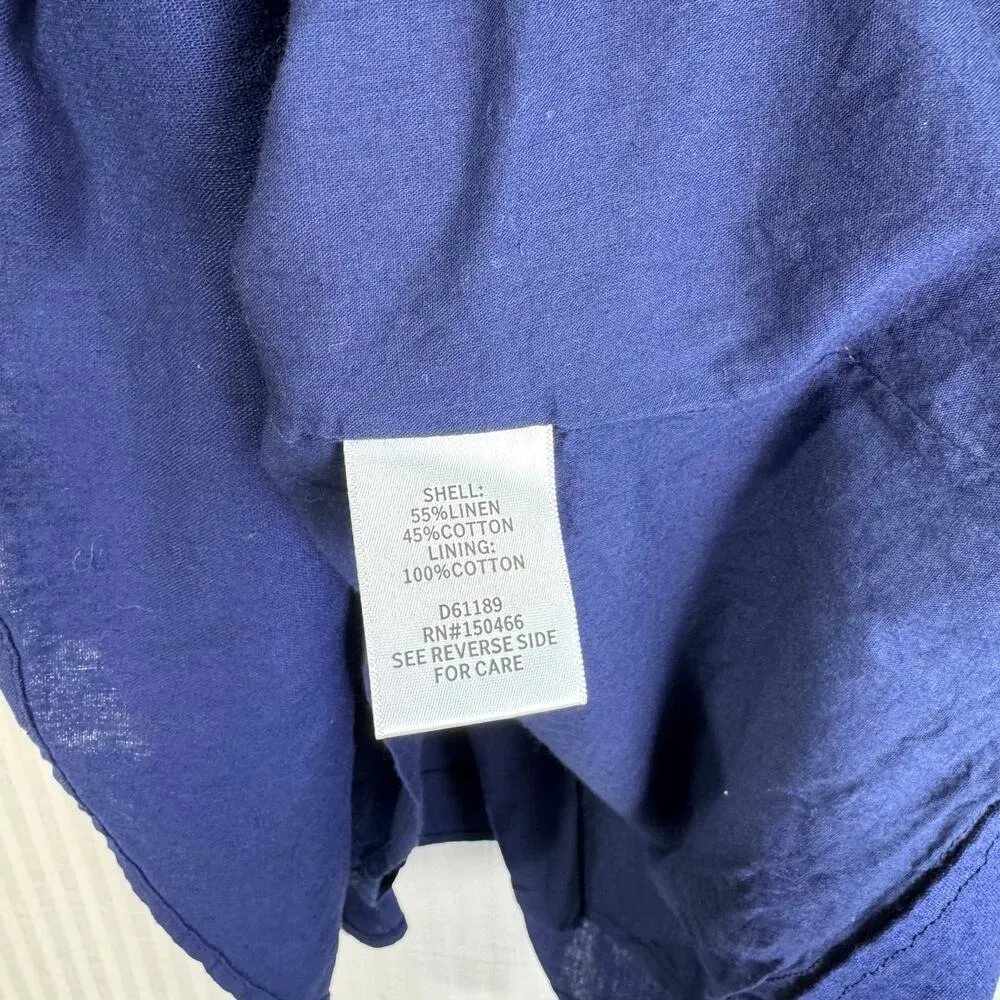 SHELL:
55%LINEN
45%COTTON
LINING:
100%COTTON
D61189
RN#150466
SEE REVERSE SIDE
FOR CARE